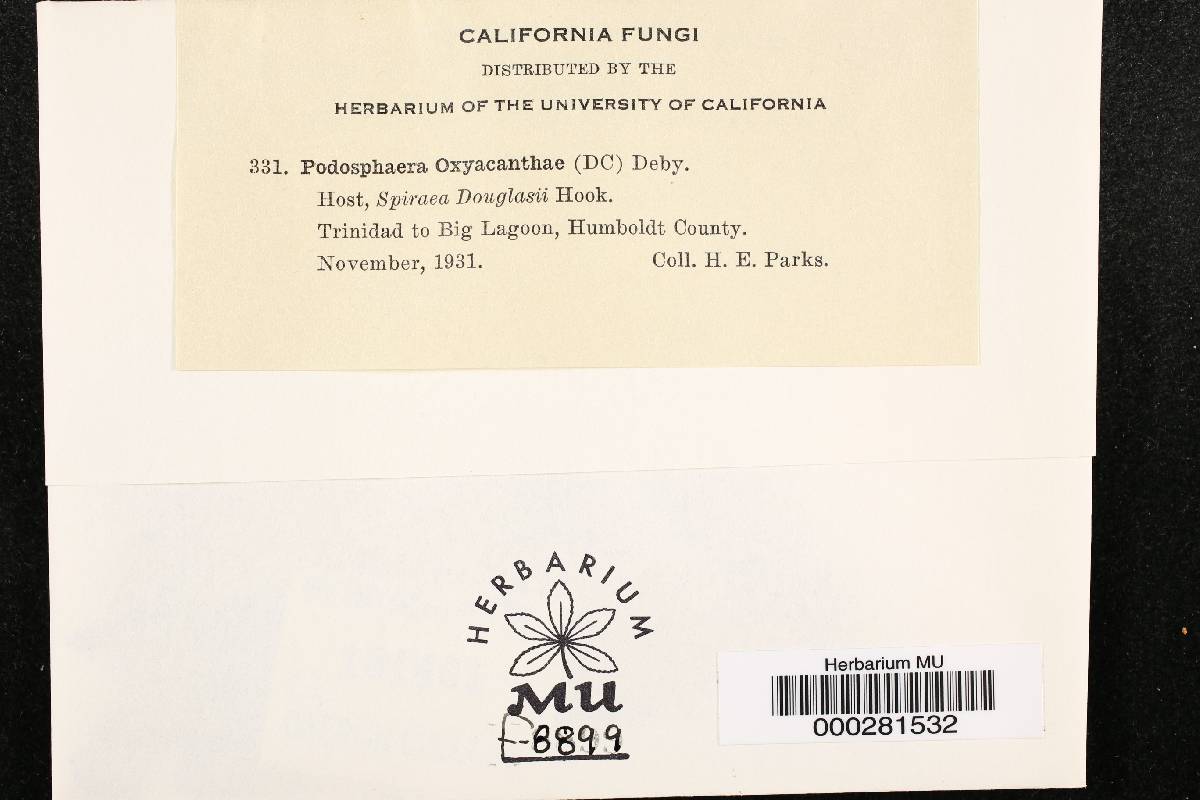 CALIFORNIA FUNGI
DISTRIBUTED BY THE
HERBARIUM OF THE UNIVERSITY OF CALIFORNIA
331. Podosphaera Oxyacanthae (DC) Deby.
Host, Spiraea Douglasii Hook.
Trinidad to Big Lagoon, Humboldt County.
November, 1931. Coll. H. E. Parks.
HERBARIUM
MU
Herbarium MU
000281532